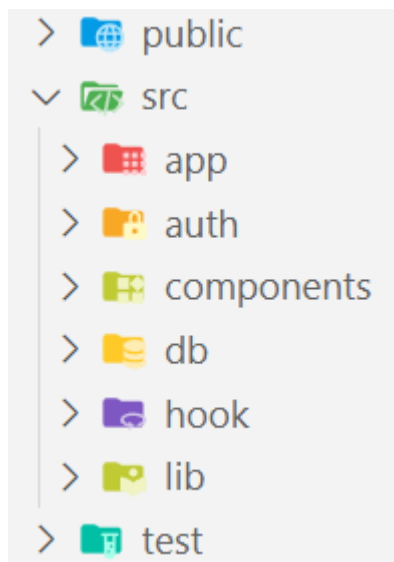 public
src
app
auth
components
db
hook
lib
test